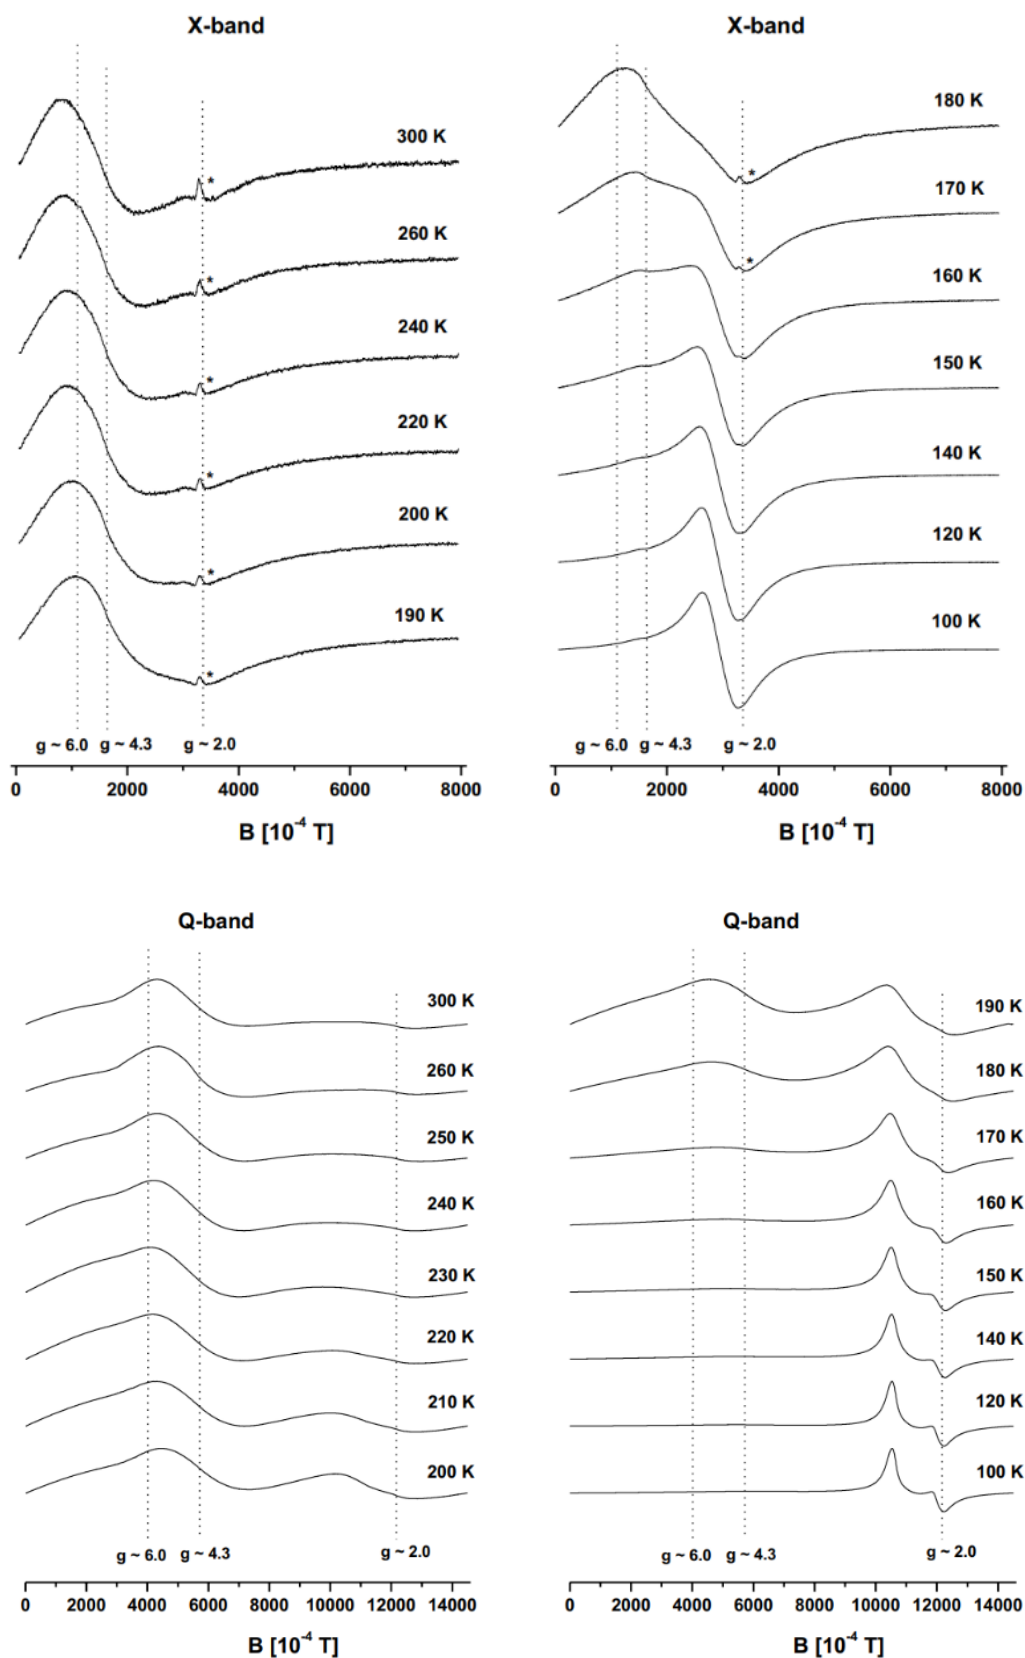 X-band
300 K
*
260 K
*
240 K
*
220 K
*
200 K
*
190 K
*
g ~ 6.0 g ~ 4.3 g ~ 2.0
0 2000 4000 6000 8000
B [10⁻⁴ T]
X-band
180 K
*
170 K
*
160 K
150 K
140 K
120 K
100 K
g ~ 6.0 g ~ 4.3 g ~ 2.0
0 2000 4000 6000 8000
B [10⁻⁴ T]
Q-band
300 K
260 K
250 K
240 K
230 K
220 K
210 K
200 K
g ~ 6.0 g ~ 4.3 g ~ 2.0
0 2000 4000 6000 8000 10000 12000 14000
B [10⁻⁴ T]
Q-band
190 K
180 K
170 K
160 K
150 K
140 K
120 K
100 K
g ~ 6.0 g ~ 4.3 g ~ 2.0
0 2000 4000 6000 8000 10000 12000 14000
B [10⁻⁴ T]